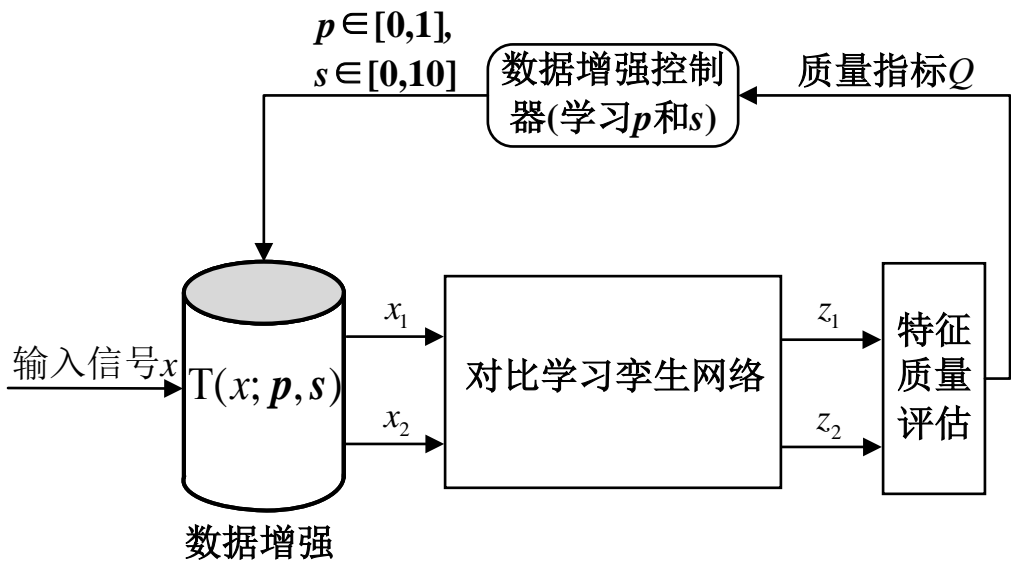 p∈[0,1],
s∈[0,10]
数据增强控制
器(学习p和s)
质量指标Q
输入信号x
T(x; p, s)
x₁
x₂
对比学习孪生网络
z₁
z₂
特征
质量
评估
数据增强